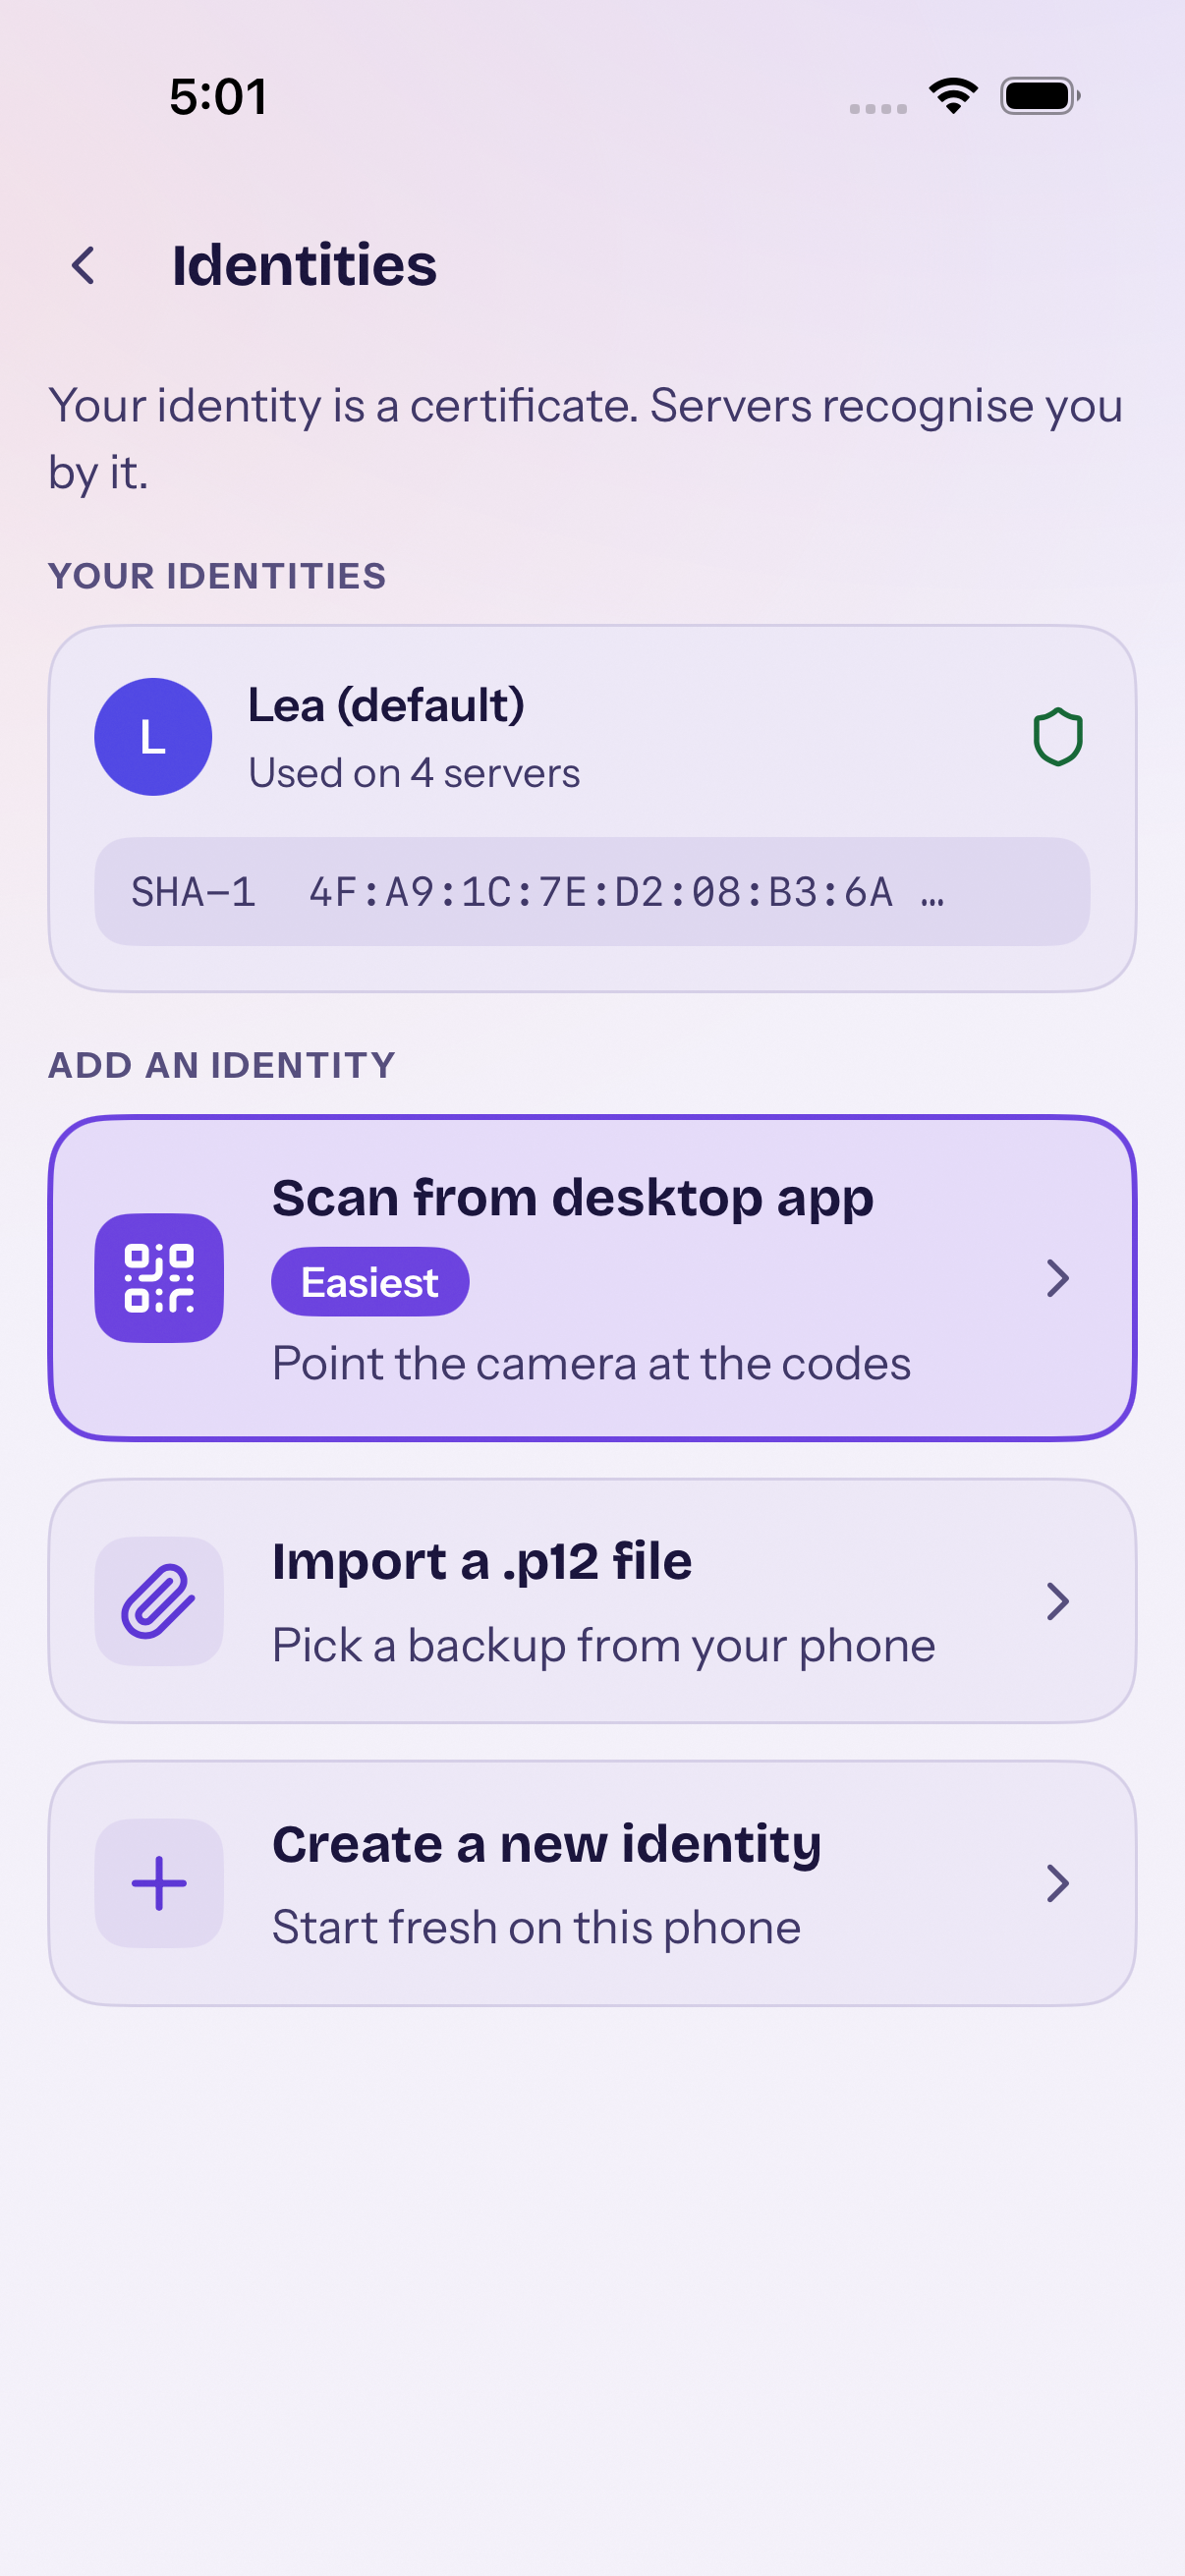 5:01
Identities
Your identity is a certificate. Servers recognise you
by it.
YOUR IDENTITIES
L
Lea (default)
Used on 4 servers
SHA-1 4F:A9:1C:7E:D2:08:B3:6A …
ADD AN IDENTITY
Scan from desktop app
Easiest
Point the camera at the codes
Import a .p12 file
Pick a backup from your phone
Create a new identity
Start fresh on this phone